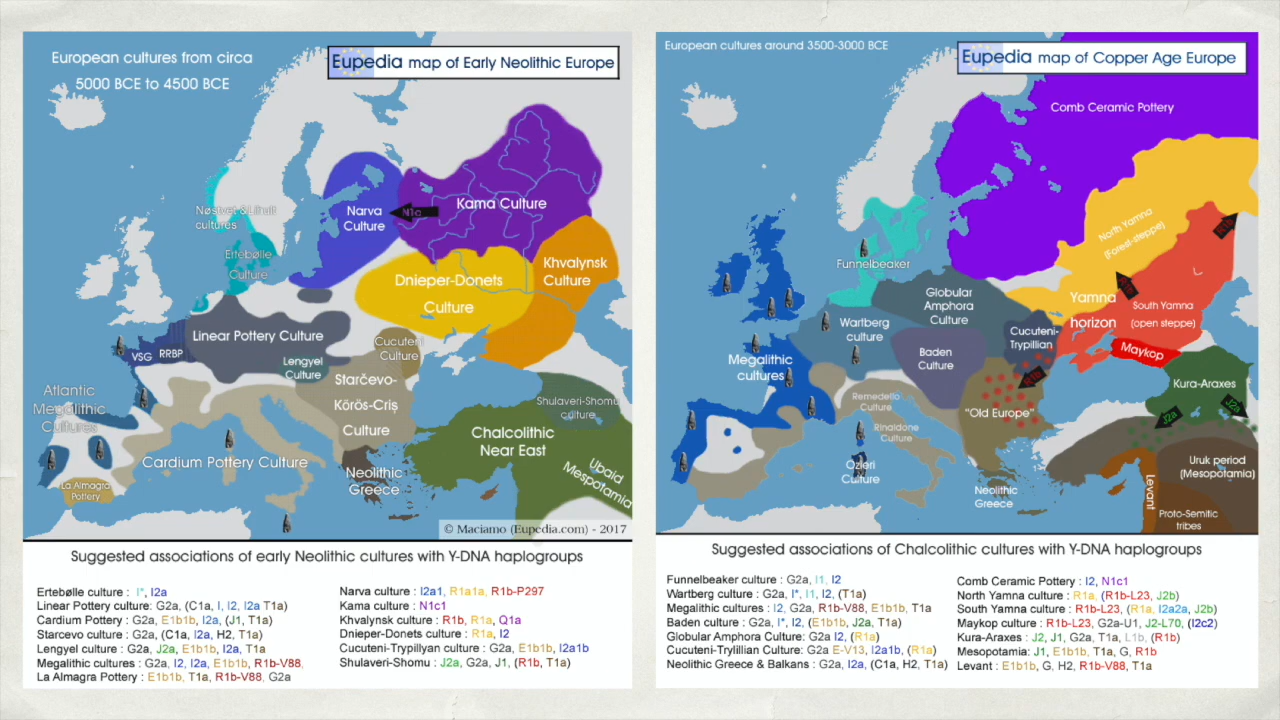 European cultures from circa
5000 BCE to 4500 BCE
Eupedia map of Early Neolithic Europe
Nøstvet & Lihult
cultures
Ertebølle
Culture
Narva
Culture
N1c
Kama Culture
Khvalynsk
Culture
Dnieper-Donets
Culture
Linear Pottery Culture
VSG
RRBP
Lengyel
Culture
Cucuteni
Culture
Starčevo-
Körös-Criș
Culture
Atlantic
Megalithic
Cultures
Cardium Pottery Culture
La Almagra
Pottery
Neolithic
Greece
Shulaveri-Shomu
culture
Chalcolithic
Near East
Ubaid
Mespotamia
© Maciamo (Eupedia.com) - 2017
Suggested associations of early Neolithic cultures with Y-DNA haplogroups
Ertebølle culture : I*, I2a
Linear Pottery culture: G2a, (C1a, I, I2, I2a T1a)
Cardium Pottery : G2a, E1b1b, I2a, (J1, T1a)
Starcevo culture : G2a, (C1a, I2a, H2, T1a)
Lengyel culture : G2a, J2a, E1b1b, I2a, T1a
Megalithic cultures : G2a, I2, I2a, E1b1b, R1b-V88,
La Almagra Pottery : E1b1b, T1a, R1b-V88, G2a
Narva culture : I2a1, R1a1a, R1b-P297
Kama culture : N1c1
Khvalynsk culture : R1b, R1a, Q1a
Dnieper-Donets culture : R1a, I2
Cucuteni-Trypillyan culture : G2a, E1b1b, I2a1b
Shulaveri-Shomu : J2a, G2a, J1, (R1b, T1a)
European cultures around 3500-3000 BCE
Eupedia map of Copper Age Europe
Comb Ceramic Pottery
North Yamna
(Forest-steppe)
Funnelbeaker
Globular
Amphora
Culture
Yamna
horizon
South Yamna
(open steppe)
Wartberg
culture
Cucuteni-
Trypillian
Baden
Culture
Maykop
Megalithic
cultures
Kura-Araxes
Remedello
Culture
Rinaldone
Culture
"Old Europe"
J2a
J2a
Ozieri
Culture
Neolithic
Greece
Levant
Uruk period
(Mesopotamia)
Proto-Semitic
tribes
Suggested associations of Chalcolithic cultures with Y-DNA haplogroups
Funnelbeaker culture : G2a, I1, I2
Wartberg culture : G2a, I*, I1, I2, (T1a)
Megalithic cultures : I2, G2a, R1b-V88, E1b1b, T1a
Baden culture : G2a, I*, I2, (E1b1b, J2a, T1a)
Globular Amphora Culture: G2a I2, (R1a)
Cucuteni-Trylillian Culture: G2a E-V13, I2a1b, (R1a)
Neolithic Greece & Balkans : G2a, I2a, (C1a, H2, T1a)
Comb Ceramic Pottery : I2, N1c1
North Yamna culture : R1a, (R1b-L23, J2b)
South Yamna culture : R1b-L23, (R1a, I2a2a, J2b)
Maykop culture : R1b-L23, G2a-U1, J2-L70, (I2c2)
Kura-Araxes : J2, J1, G2a, T1a, L1b, (R1b)
Mesopotamia: J1, E1b1b, T1a, G, R1b
Levant : E1b1b, G, H2, R1b-V88, T1a